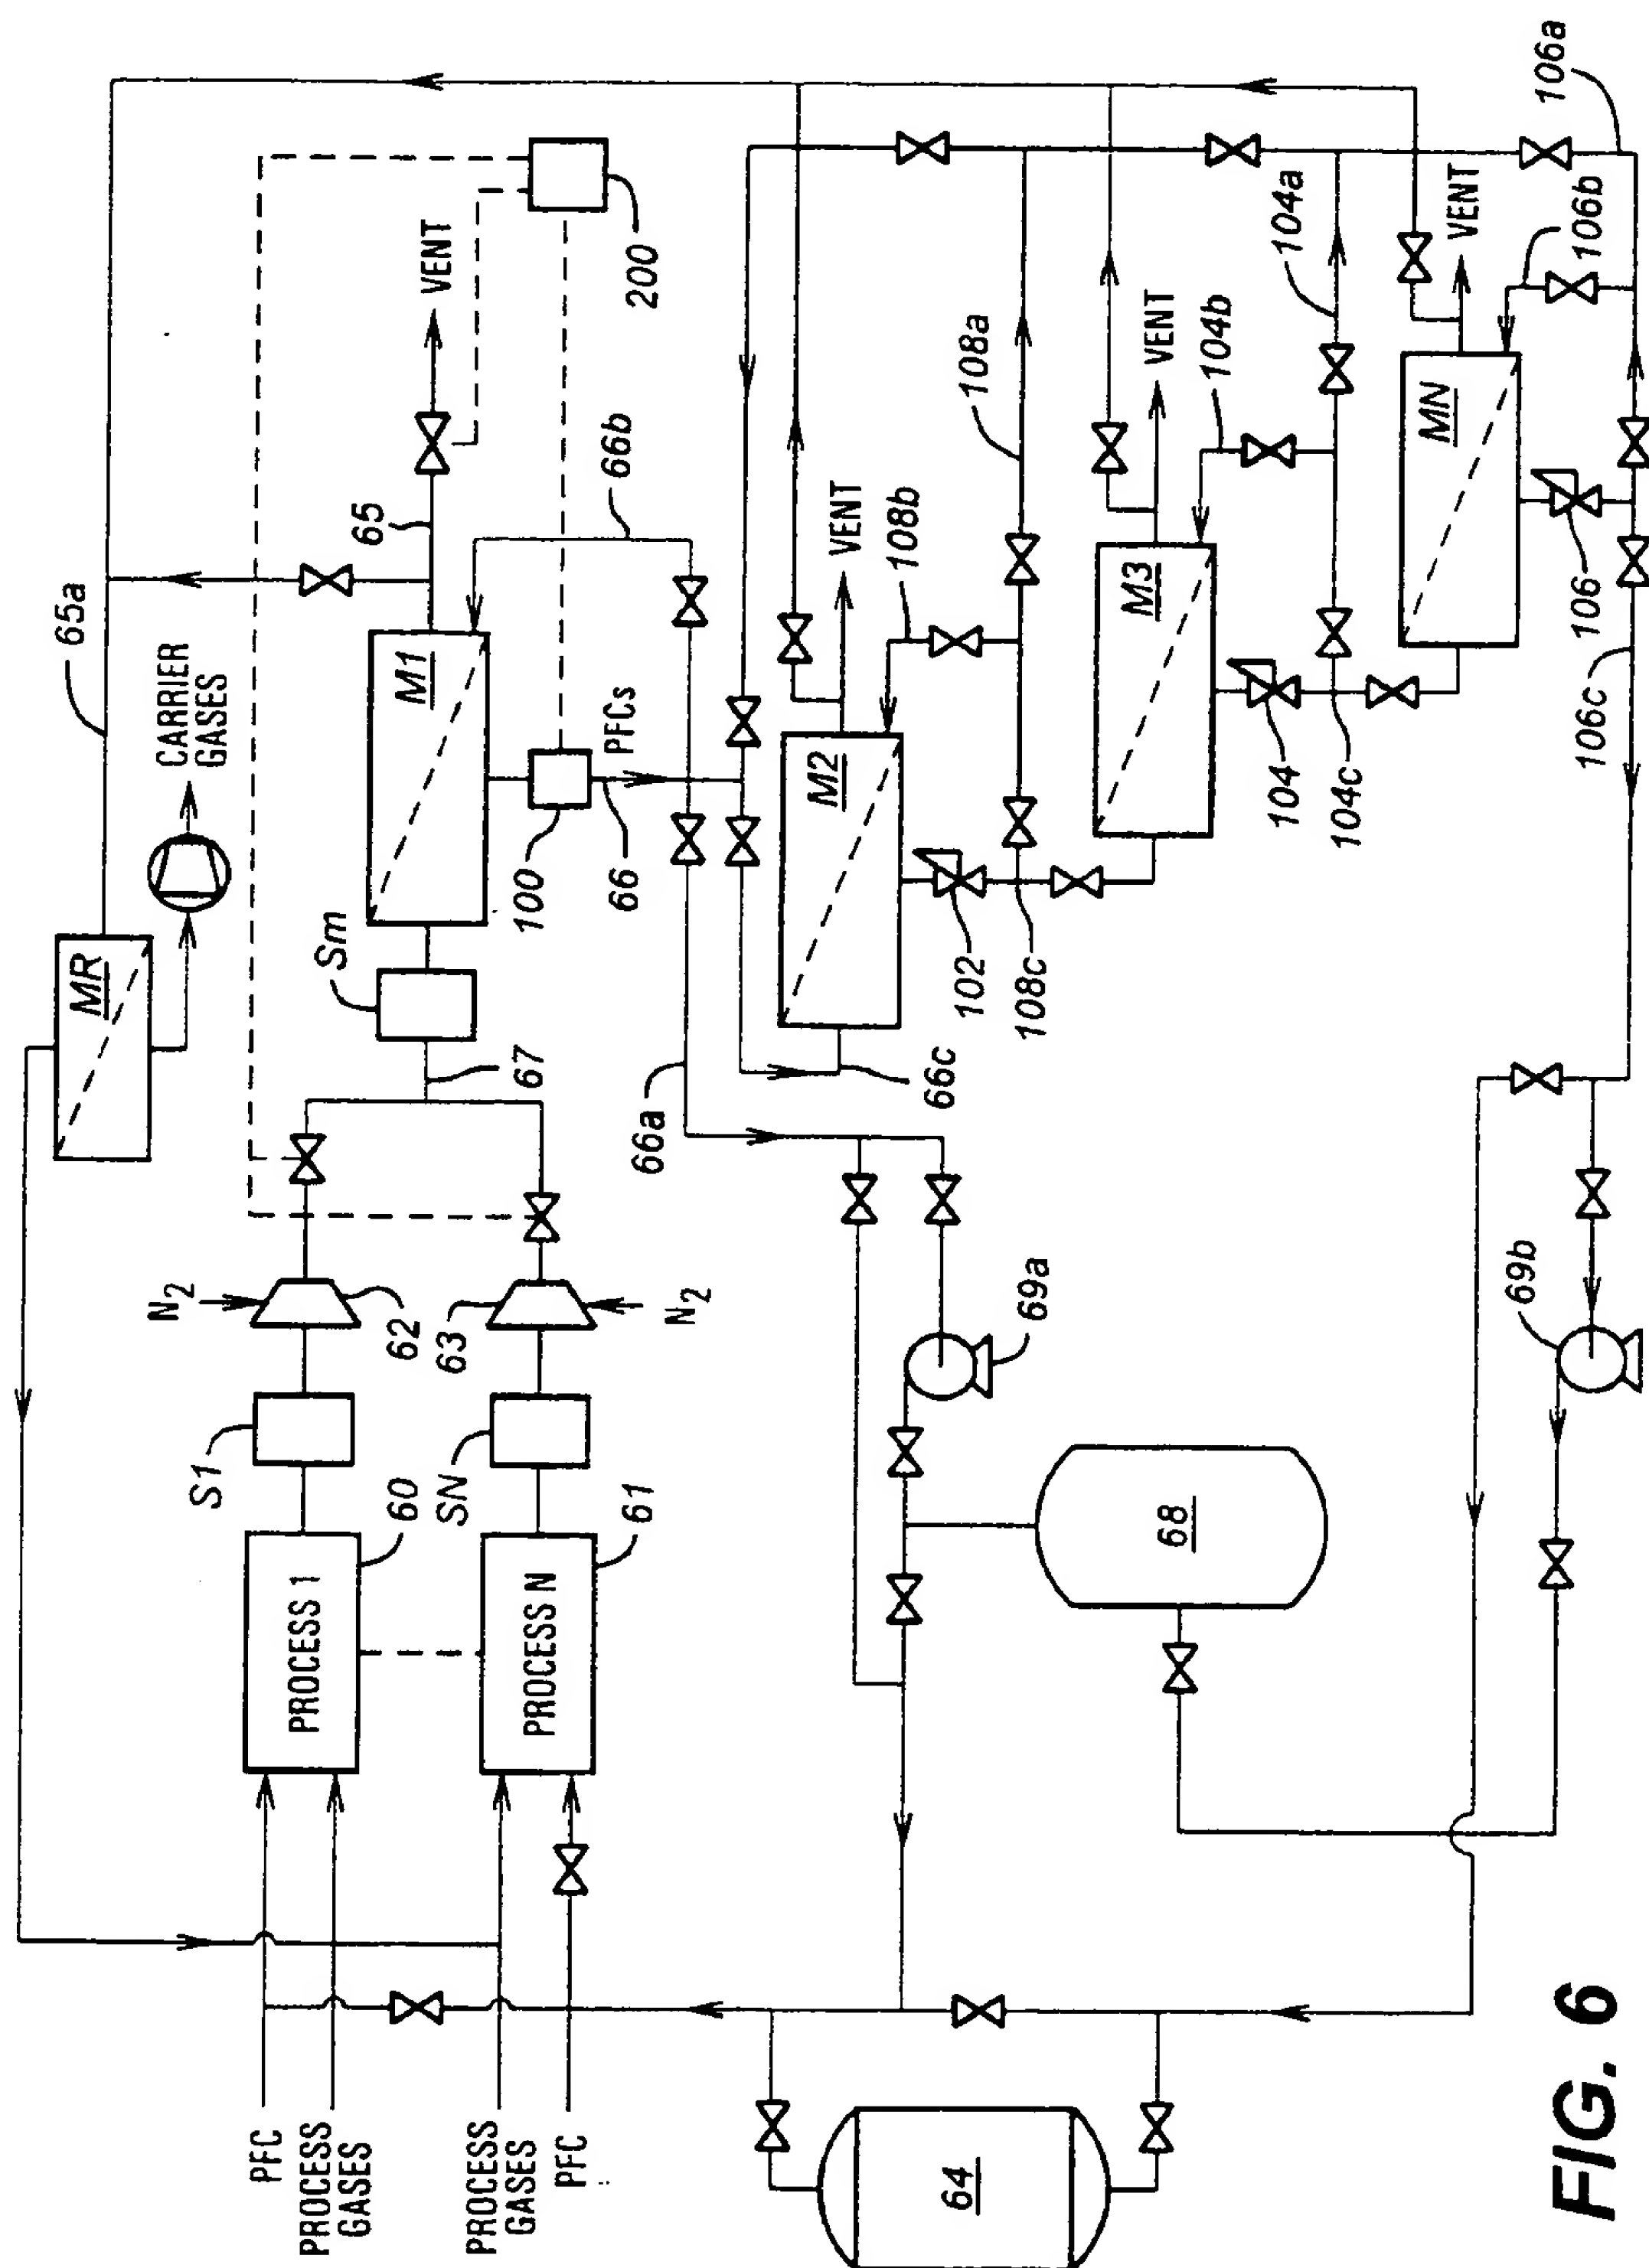 65a
CARRIER
GASES
MR
65
VENT
200
M1
Sm
67
66b
100
66
PFCs
N2
62
S1
60
PROCESS 1
N2
63
SN
61
PROCESS N
PFC
PROCESS
GASES
PROCESS
GASES
PFC
66a
66c
M2
VENT
108b
108a
102
108c
M3
VENT
104b
104a
104
104c
MN
VENT
106b
106a
106
106c
69a
69b
68
64
FIG. 6